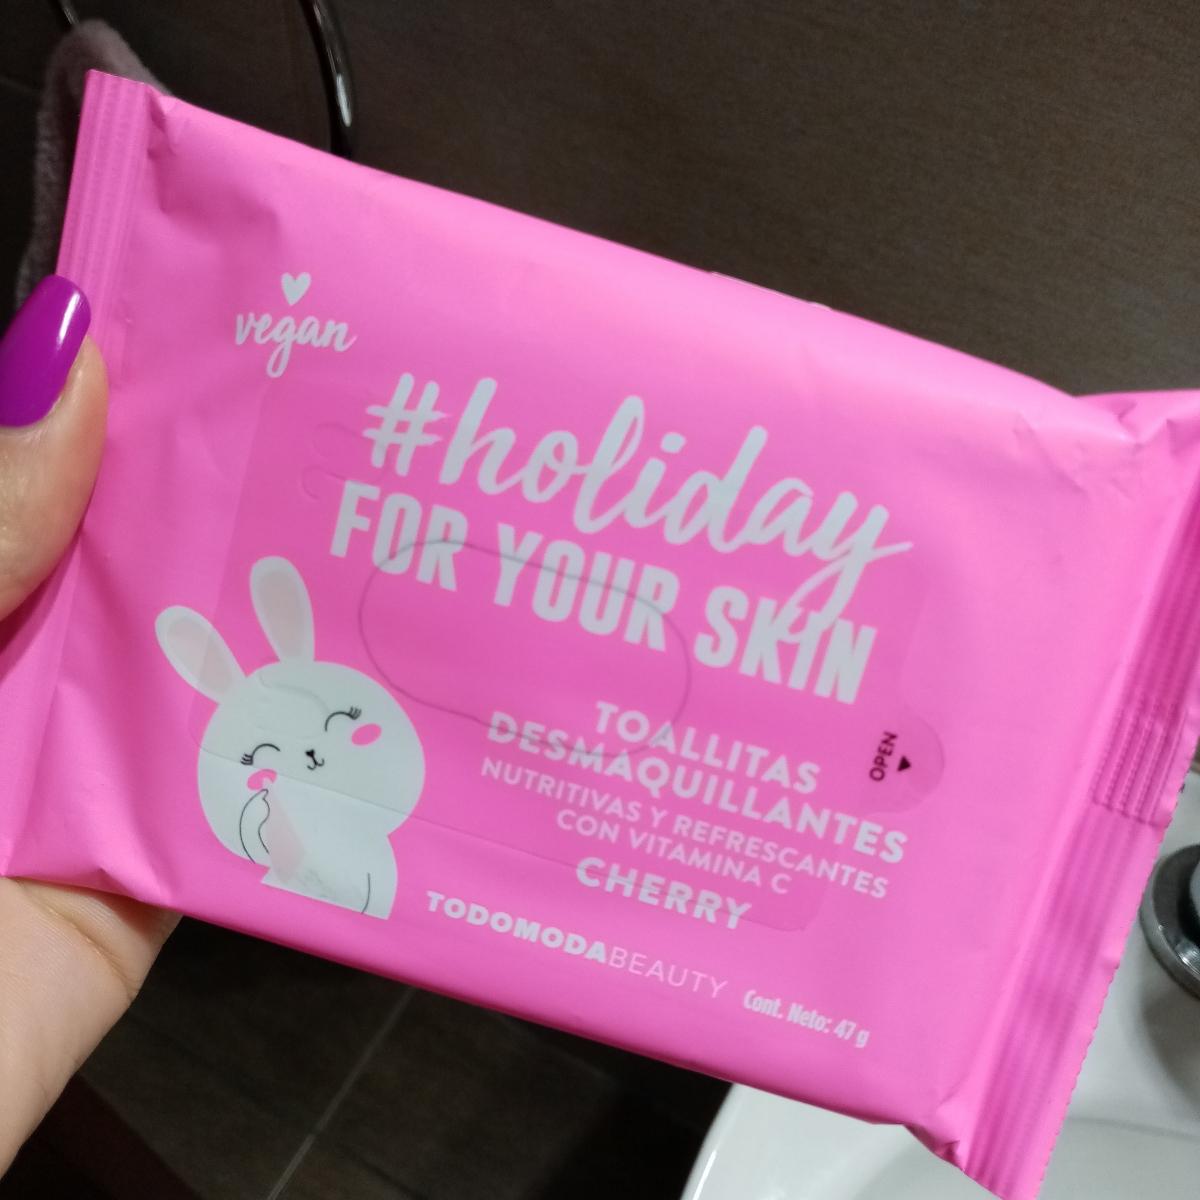 vegan
#holiday
FOR YOUR SKIN
TOALLITAS
DESMAQUILLANTES
NUTRITIVAS Y REFRESCANTES
CON VITAMINA C
CHERRY
OPEN
TODOMODABEAUTY
Cont. Neto: 47 g